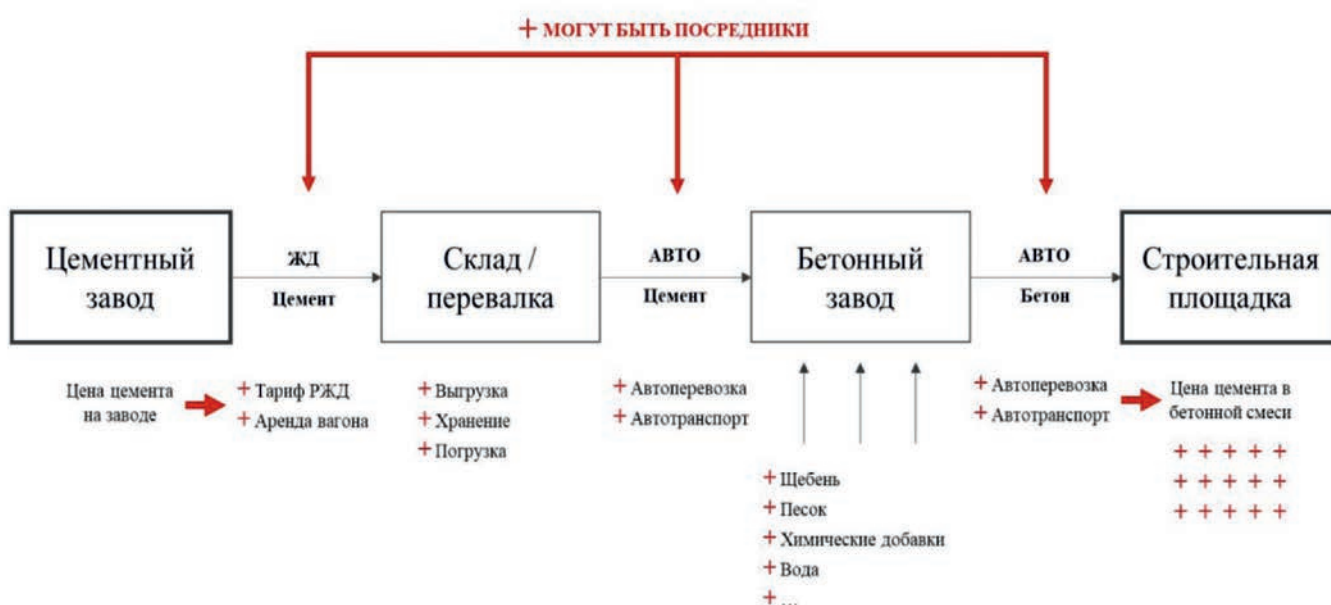 + МОГУТ БЫТЬ ПОСРЕДНИКИ
Цементный
завод
ЖД
Цемент
Склад /
перевалка
АВТО
Цемент
Бетонный
завод
АВТО
Бетон
Строительная
площадка
Цена цемента
на заводе
+ Тариф РЖД
+ Аренда вагона
+ Выгрузка
+ Хранение
+ Погрузка
+ Автоперевозка
+ Автотранспорт
+ Щебень
+ Песок
+ Химические добавки
+ Вода
+ ...
+ Автоперевозка
+ Автотранспорт
Цена цемента в
бетонной смеси
+ + + + +
+ + + + +
+ + + + +